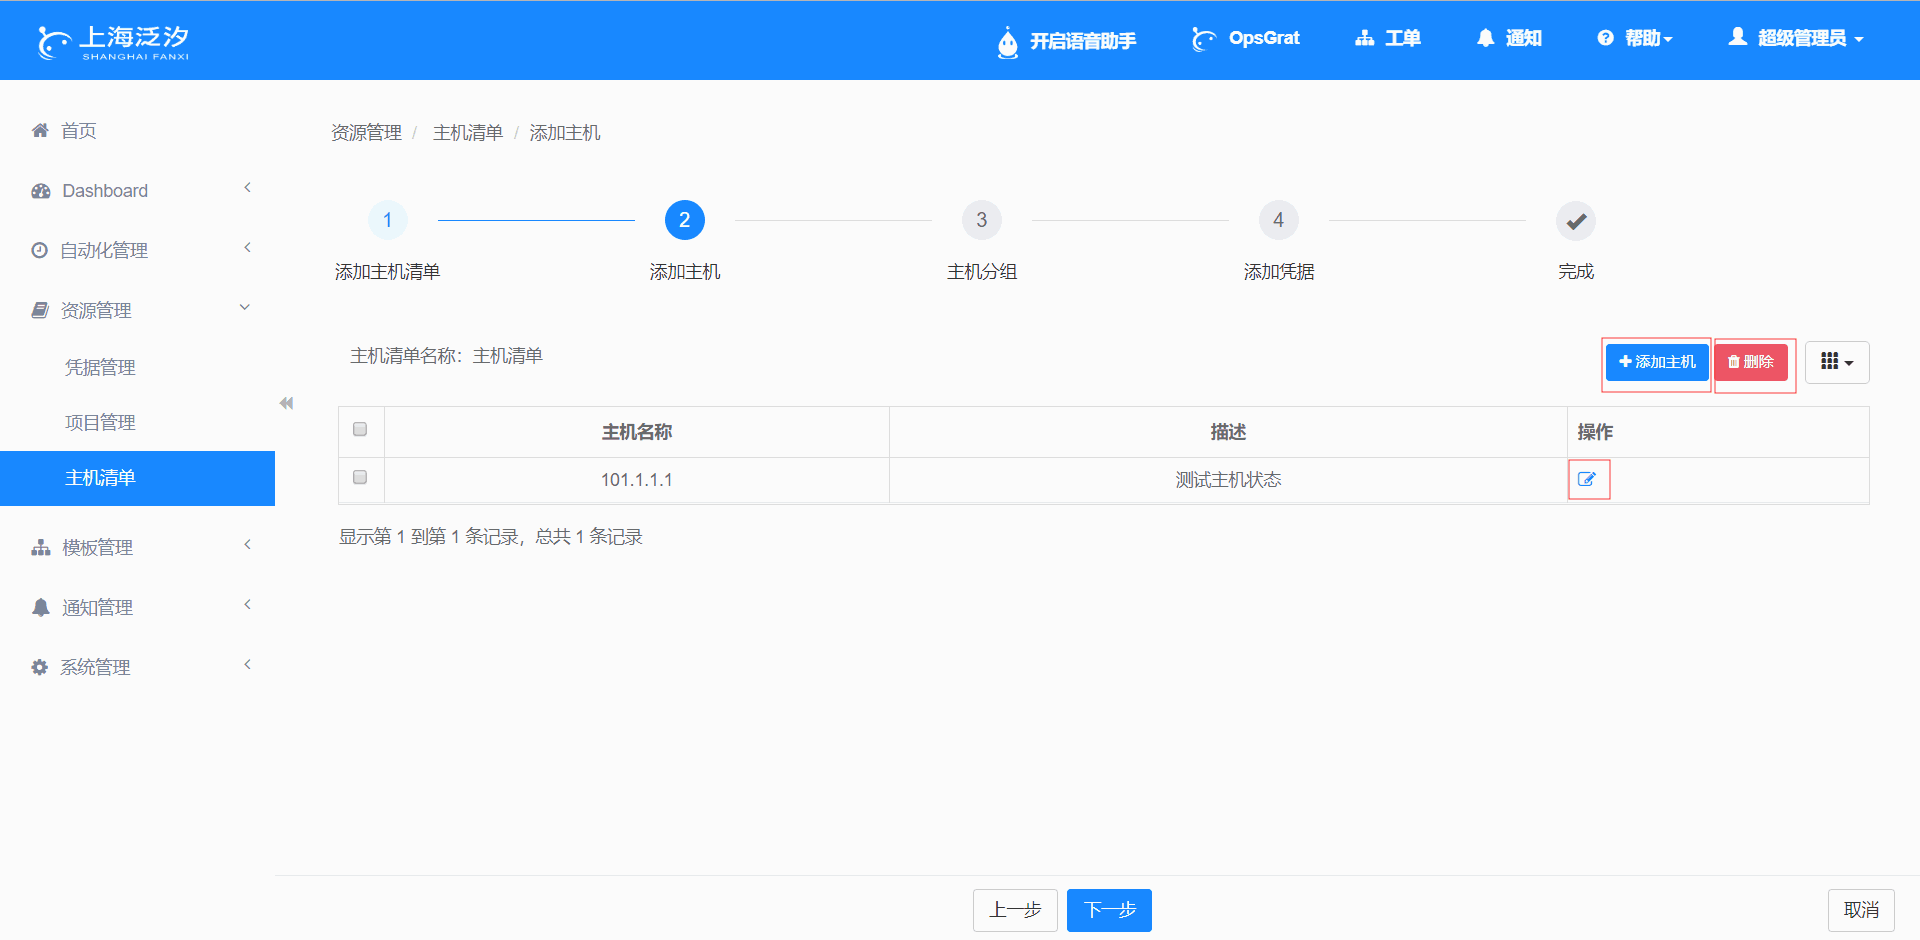 上海泛汐
SHANGHAI FANXI
开启语音助手
OpsGrat
工单
通知
帮助
超级管理员
首页
Dashboard
自动化管理
资源管理
凭据管理
项目管理
主机清单
模板管理
通知管理
系统管理
资源管理 / 主机清单 / 添加主机
1
2
3
4
添加主机清单
添加主机
主机分组
添加凭据
完成
主机清单名称：主机清单
添加主机
删除
主机名称 描述 操作
101.1.1.1 测试主机状态
显示第 1 到第 1 条记录，总共 1 条记录
上一步
下一步
取消